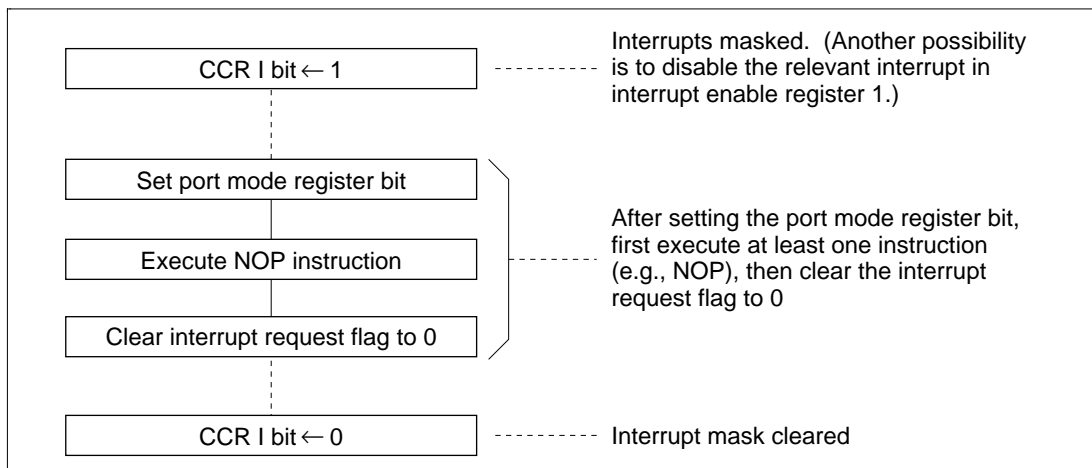 CCR I bit ← 1
Interrupts masked. (Another possibility
is to disable the relevant interrupt in
interrupt enable register 1.)
Set port mode register bit
Execute NOP instruction
Clear interrupt request flag to 0
After setting the port mode register bit,
first execute at least one instruction
(e.g., NOP), then clear the interrupt
request flag to 0
CCR I bit ← 0
Interrupt mask cleared